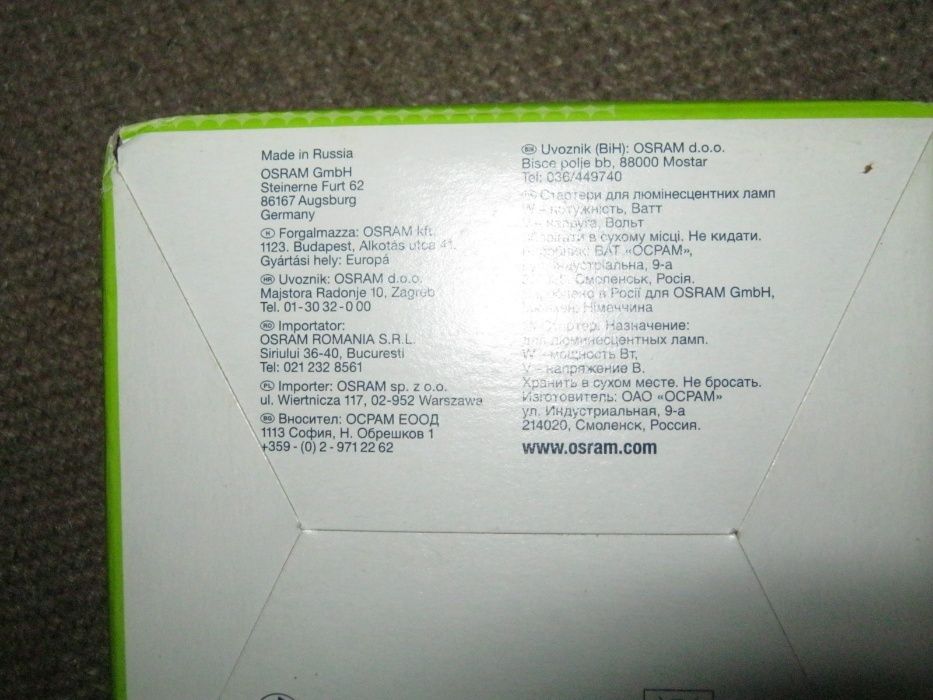 Made in Russia
OSRAM GmbH
Steinerne Furt 62
86167 Augsburg
Germany
H Forgalmazza: OSRAM kft.
1123. Budapest, Alkotás utca 41.
Gyártási hely: Európa
HR Uvoznik: OSRAM d.o.o.
Majstora Radonje 10, Zagreb
Tel. 01-30 32-0 00
RO Importator:
OSRAM ROMANIA S.R.L.
Siriului 36-40, Bucuresti
Tel: 021 232 8561
PL Importer: OSRAM sp. z o.o.
ul. Wiertnicza 117, 02-952 Warszawa
BG Вносител: ОСРАМ ЕООД
1113 София, Н. Обрешков 1
+359 - (0) 2 - 971 22 62
Uvoznik (BiH): OSRAM d.o.o.
Bisce polje bb, 88000 Mostar
Tel: 036/449740
Стартери для люмінесцентних ламп
W – потужність, Ватт
– напруга, Вольт
в сухому місці. Не кидати.
ВАТ «ОСРАМ»,
9-а
Смоленськ, Росія.
в Росії для OSRAM GmbH,
Німеччина
Стартер. Назначение:
для люминесцентных ламп.
W – мощность Вт,
V – напряжение В.
Хранить в сухом месте. Не бросать.
Изготовитель: ОАО «ОСРАМ»
ул. Индустриальная, 9-а
214020, Смоленск, Россия.
www.osram.com